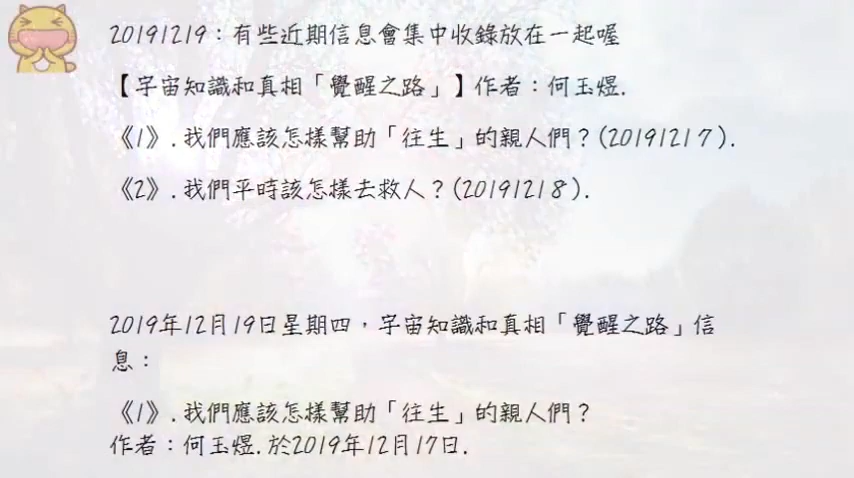 20191219：有些近期信息會集中收錄放在一起喔
【宇宙知識和真相「覺醒之路」】作者：何玉煜.
《1》.我們應該怎樣幫助「往生」的親人們？(20191217).
《2》.我們平時該怎樣去救人？(20191218).
2019年12月19日星期四，宇宙知識和真相「覺醒之路」信
息：
《1》.我們應該怎樣幫助「往生」的親人們？
作者：何玉煜.於2019年12月17日.